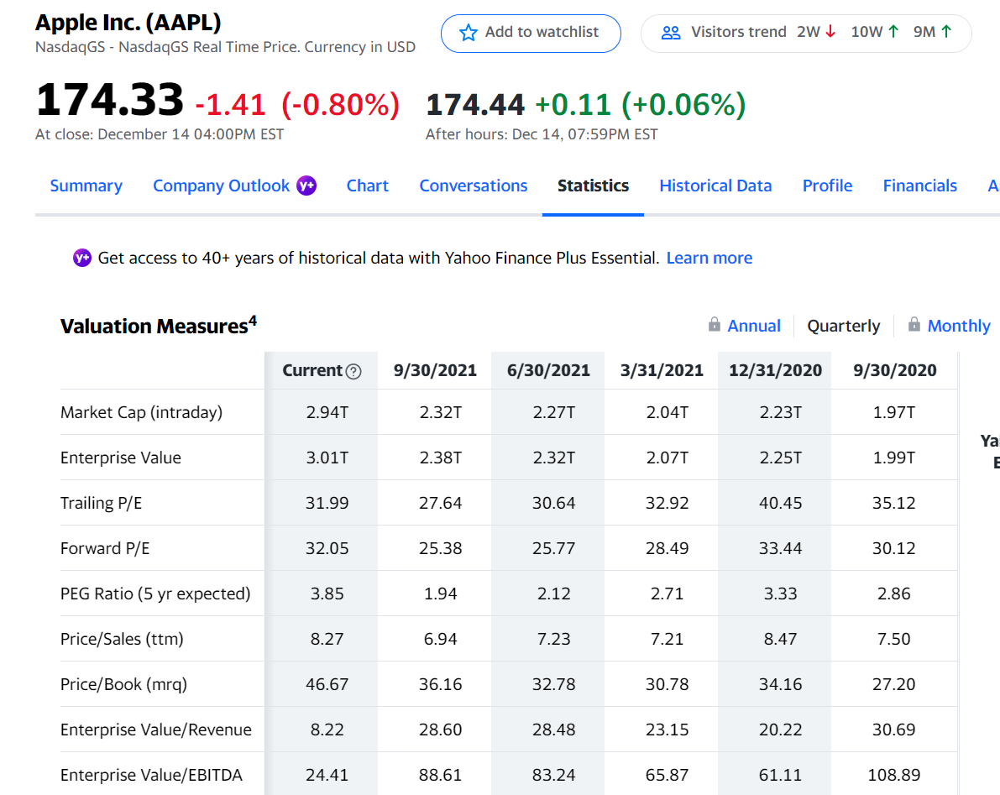 Apple Inc. (AAPL)
NasdaqGS - NasdaqGS Real Time Price. Currency in USD
Add to watchlist
Visitors trend 2W ↓ 10W ↑ 9M ↑
174.33 -1.41 (-0.80%) 174.44 +0.11 (+0.06%)
At close: December 14 04:00PM EST After hours: Dec 14, 07:59PM EST
Summary Company Outlook y+ Chart Conversations Statistics Historical Data Profile Financials A
y+ Get access to 40+ years of historical data with Yahoo Finance Plus Essential. Learn more
Valuation Measures4 Annual Quarterly Monthly
Current ? 9/30/2021 6/30/2021 3/31/2021 12/31/2020 9/30/2020
Market Cap (intraday) 2.94T 2.32T 2.27T 2.04T 2.23T 1.97T
Enterprise Value 3.01T 2.38T 2.32T 2.07T 2.25T 1.99T
Trailing P/E 31.99 27.64 30.64 32.92 40.45 35.12
Forward P/E 32.05 25.38 25.77 28.49 33.44 30.12
PEG Ratio (5 yr expected) 3.85 1.94 2.12 2.71 3.33 2.86
Price/Sales (ttm) 8.27 6.94 7.23 7.21 8.47 7.50
Price/Book (mrq) 46.67 36.16 32.78 30.78 34.16 27.20
Enterprise Value/Revenue 8.22 28.60 28.48 23.15 20.22 30.69
Enterprise Value/EBITDA 24.41 88.61 83.24 65.87 61.11 108.89